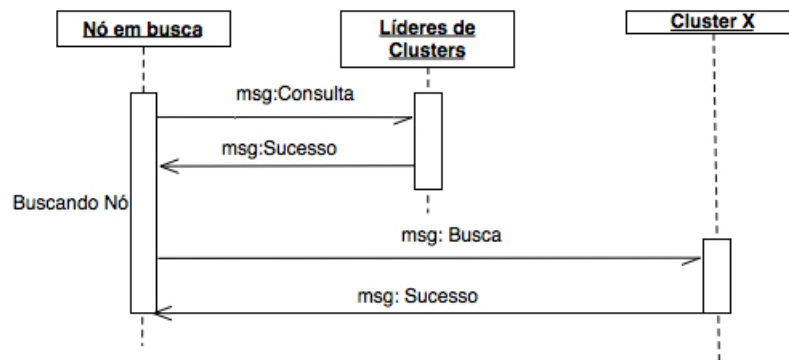 Nó em busca
Líderes de
Clusters
Cluster X
msg:Consulta
msg:Sucesso
Buscando Nó
msg: Busca
msg: Sucesso